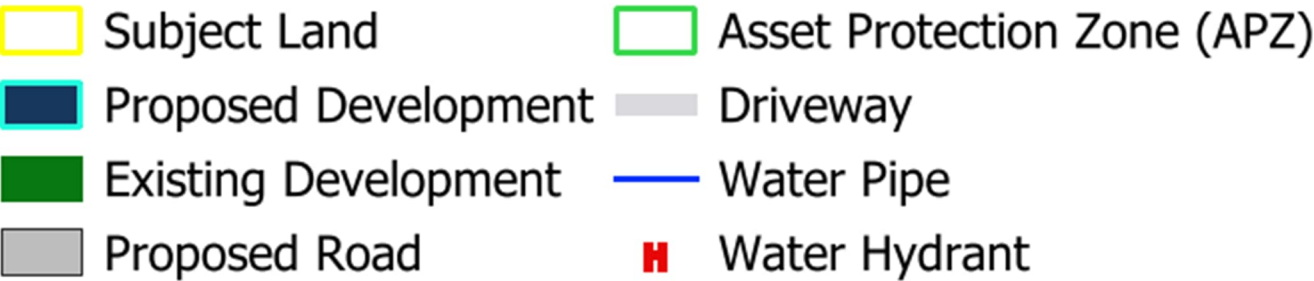 Subject Land
Proposed Development
Existing Development
Proposed Road
Asset Protection Zone (APZ)
Driveway
Water Pipe
H Water Hydrant